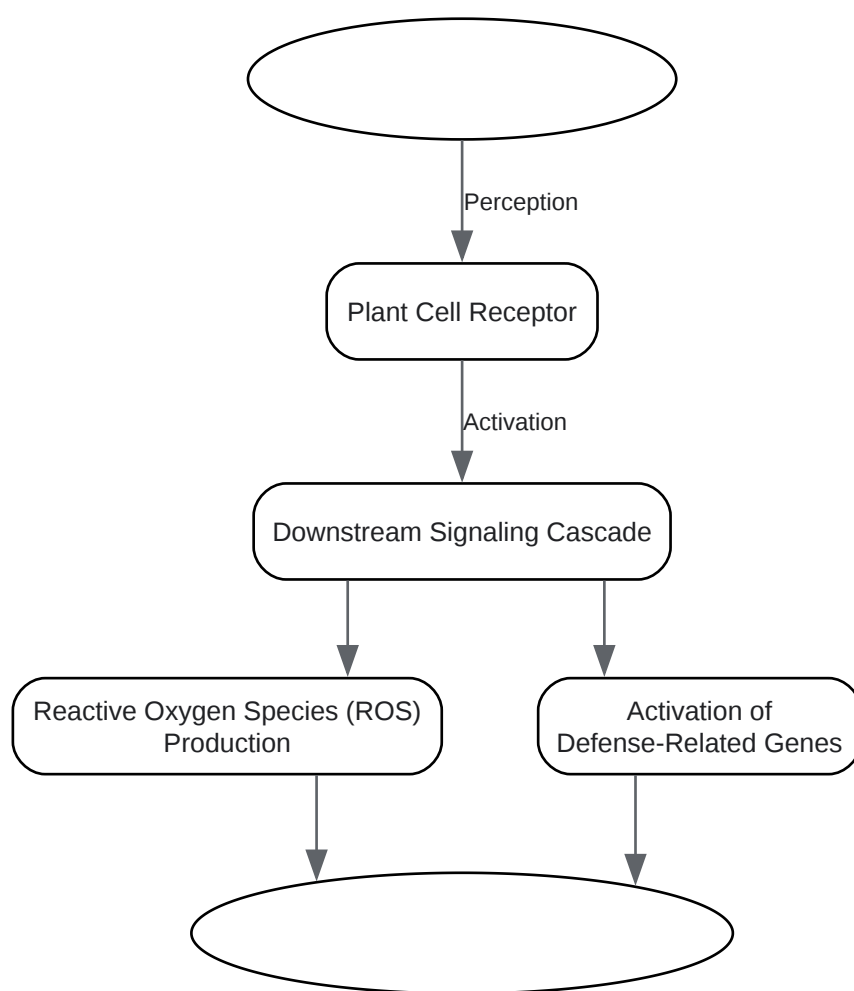 Perception
Plant Cell Receptor
Activation
Downstream Signaling Cascade
Reactive Oxygen Species (ROS)
Production
Activation of
Defense-Related Genes